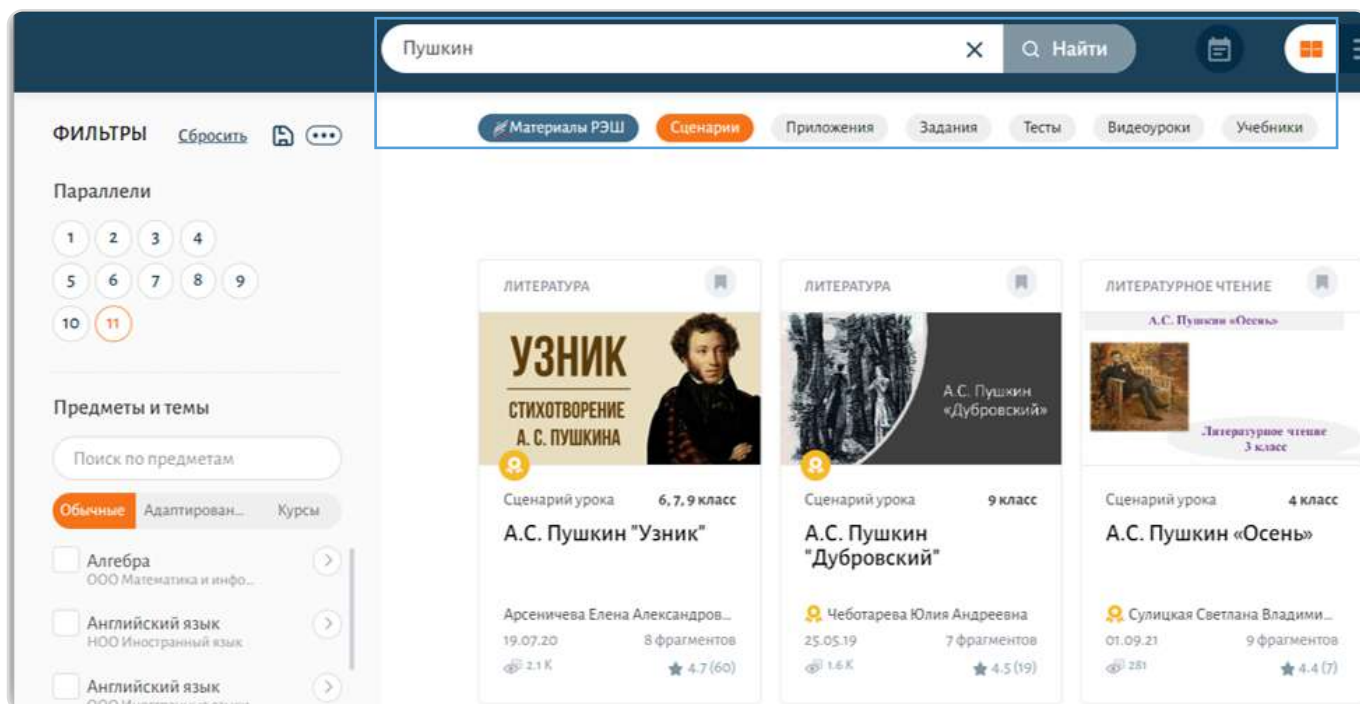 Пушкин
Найти
ФИЛЬТРЫ Сбросить
Материалы РЭШ Сценарии Приложения Задания Тесты Видеоуроки Учебники
Параллели
1 2 3 4
5 6 7 8 9
10 11
Предметы и темы
Поиск по предметам
Обычные Адаптирован... Курсы
Алгебра
ООО Математика и инфо...
Английский язык
НОО Иностранный язык
Английский язык
ООО Иностранные языки
ЛИТЕРАТУРА
УЗНИК
СТИХОТВОРЕНИЕ
А. С. ПУШКИНА
Сценарий урока 6, 7, 9 класс
А.С. Пушкин "Узник"
Арсеничева Елена Александров...
19.07.20 8 фрагментов
2.1 K 4.7 (60)
ЛИТЕРАТУРА
А.С. Пушкин
«Дубровский»
Сценарий урока 9 класс
А.С. Пушкин
"Дубровский"
Чеботарева Юлия Андреевна
25.05.19 7 фрагментов
1.6 K 4.5 (19)
ЛИТЕРАТУРНОЕ ЧТЕНИЕ
А.С. Пушкин «Осень»
Литературное чтение
3 класс
Сценарий урока 4 класс
А.С. Пушкин «Осень»
Сулицкая Светлана Владими...
01.09.21 9 фрагментов
281 4.4 (7)